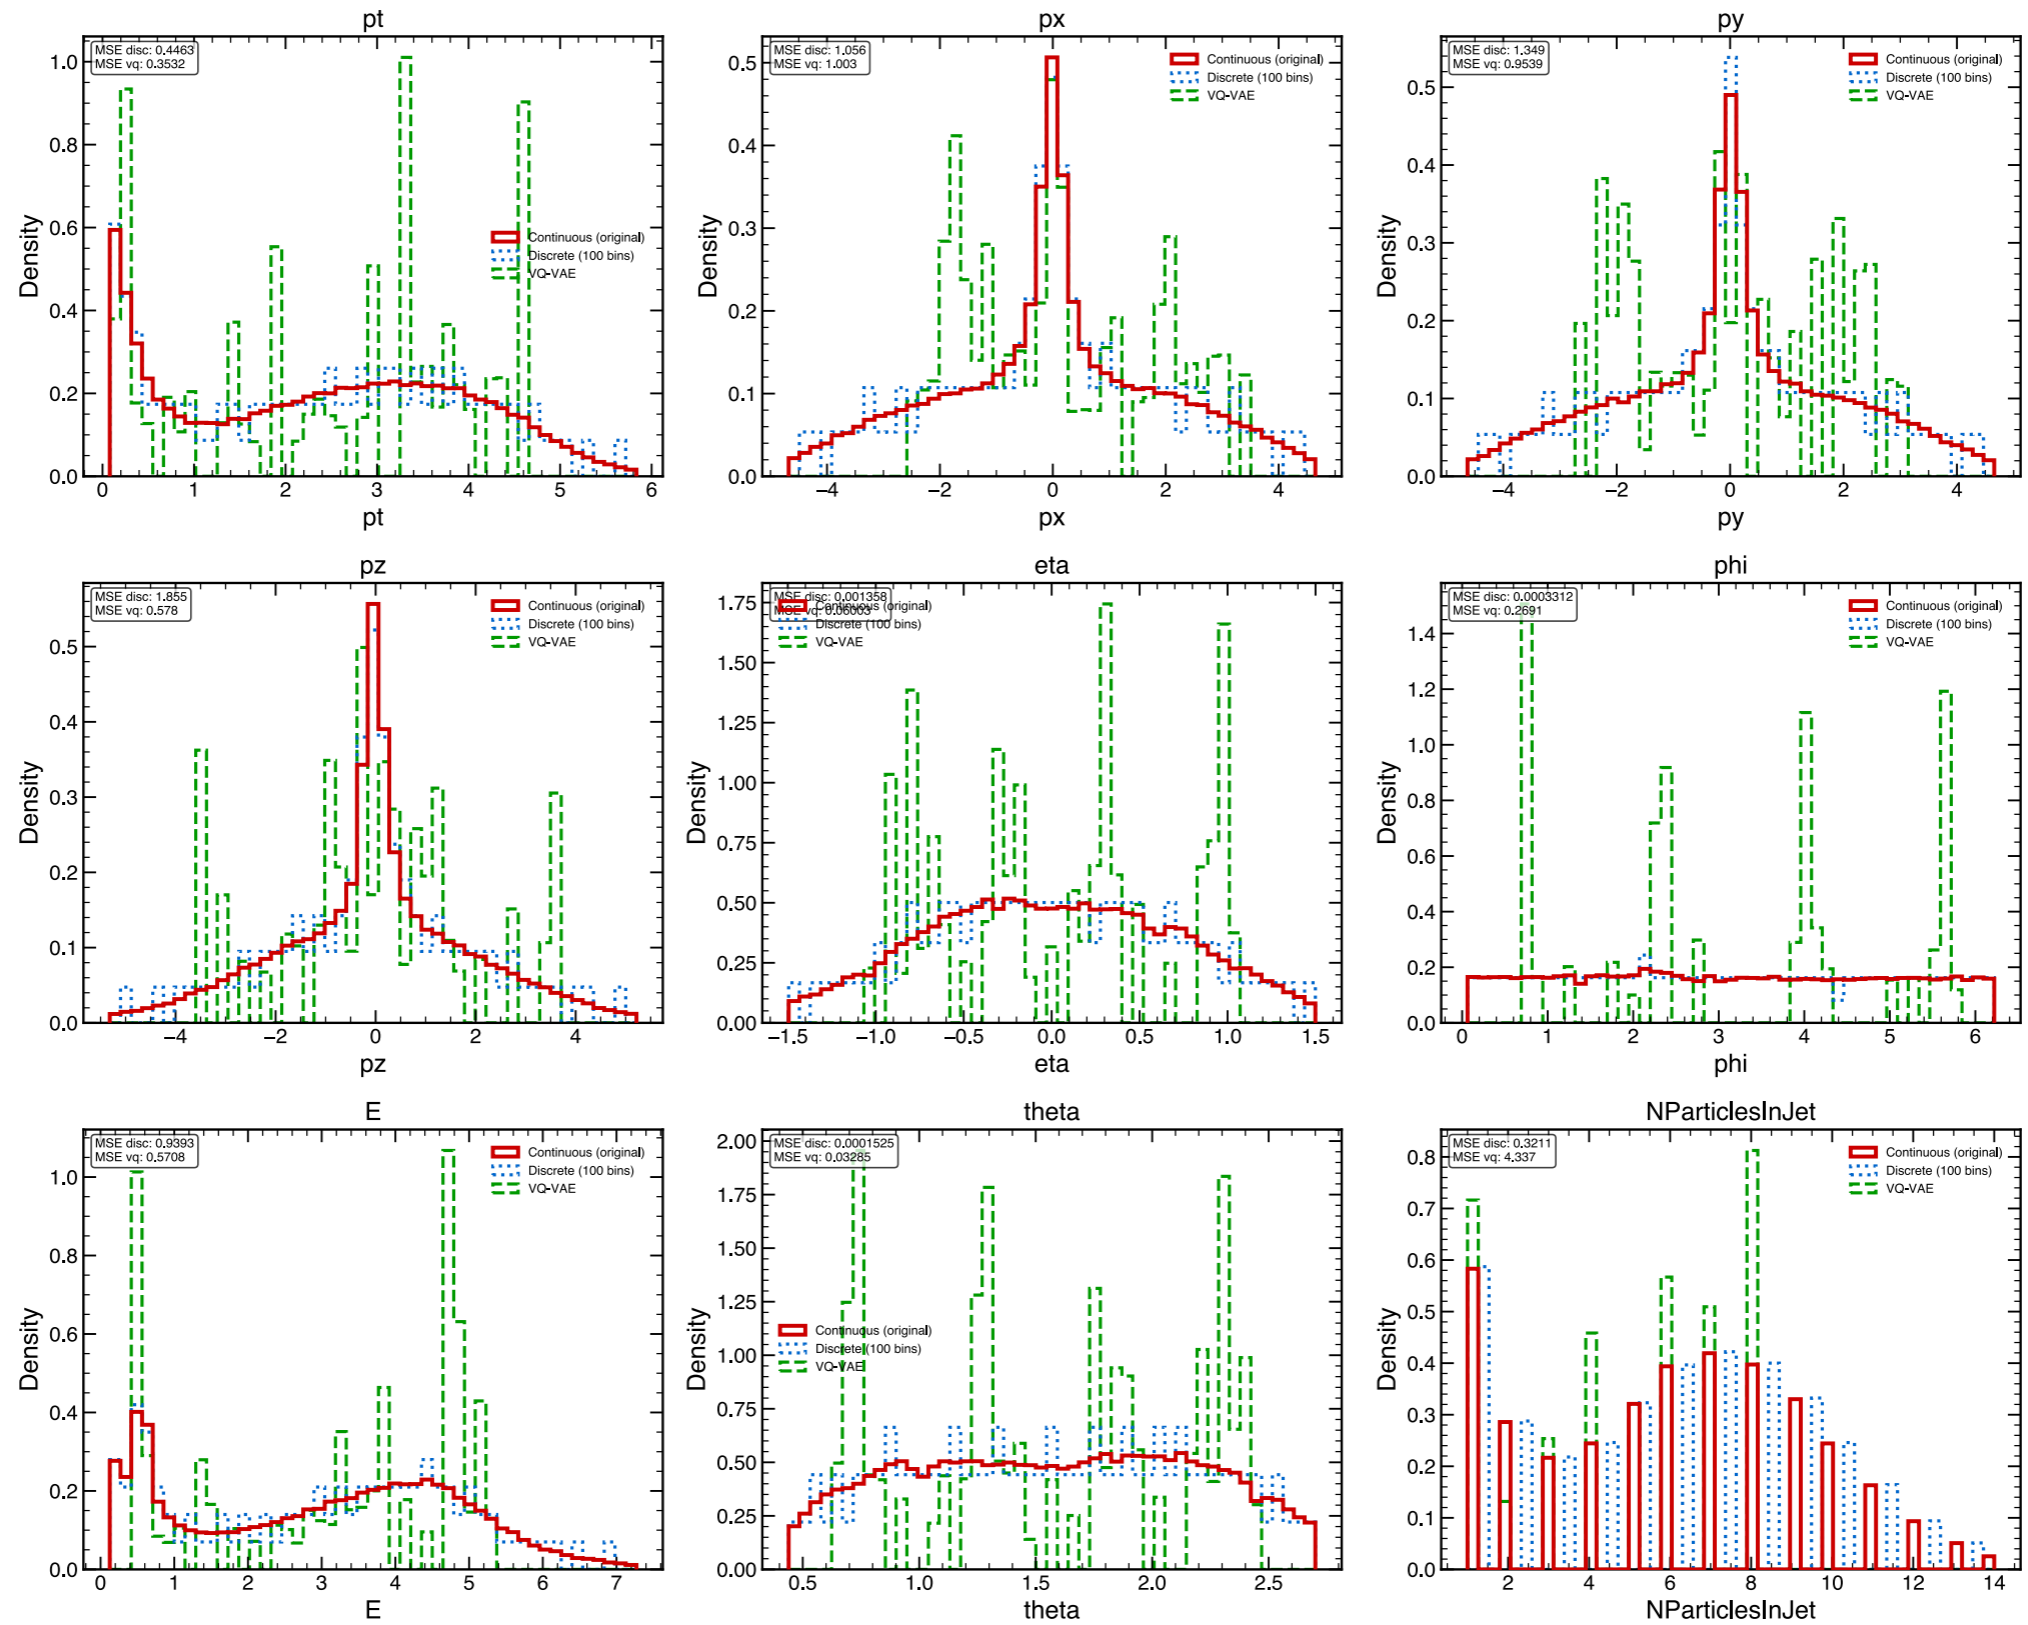 pt
MSE disc: 0.4463
MSE vq: 0.3532
1.0
0.8
0.6
0.4
0.2
0.0
Density
Continuous (original)
Discrete (100 bins)
VQ-VAE
0 1 2 3 4 5 6
pt
px
MSE disc: 1.056
MSE vq: 1.003
Continuous (original)
Discrete (100 bins)
VQ-VAE
0.5
0.4
0.3
0.2
0.1
0.0
Density
−4 −2 0 2 4
px
py
MSE disc: 1.349
MSE vq: 0.9539
Continuous (original)
Discrete (100 bins)
VQ-VAE
0.5
0.4
0.3
0.2
0.1
0.0
Density
−4 −2 0 2 4
py
pz
MSE disc: 1.855
MSE vq: 0.578
Continuous (original)
Discrete (100 bins)
VQ-VAE
0.5
0.4
0.3
0.2
0.1
0.0
Density
−4 −2 0 2 4
pz
eta
MSE disc: 0.001358
MSE vq: 0.06003
Continuous (original)
Discrete (100 bins)
VQ-VAE
1.75
1.50
1.25
1.00
0.75
0.50
0.25
0.00
Density
−1.5 −1.0 −0.5 0.0 0.5 1.0 1.5
eta
phi
MSE disc: 0.0003312
MSE vq: 0.2691
Continuous (original)
Discrete (100 bins)
VQ-VAE
1.4
1.2
1.0
0.8
0.6
0.4
0.2
0.0
Density
0 1 2 3 4 5 6
phi
E
MSE disc: 0.9393
MSE vq: 0.5708
Continuous (original)
Discrete (100 bins)
VQ-VAE
1.0
0.8
0.6
0.4
0.2
0.0
Density
0 1 2 3 4 5 6 7
E
theta
MSE disc: 0.0001525
MSE vq: 0.03285
2.00
1.75
1.50
1.25
1.00
0.75
0.50
0.25
0.00
Density
Continuous (original)
Discrete (100 bins)
VQ-VAE
0.5 1.0 1.5 2.0 2.5
theta
NParticlesInJet
MSE disc: 0.3211
MSE vq: 4.337
Continuous (original)
Discrete (100 bins)
VQ-VAE
0.8
0.7
0.6
0.5
0.4
0.3
0.2
0.1
0.0
Density
2 4 6 8 10 12 14
NParticlesInJet